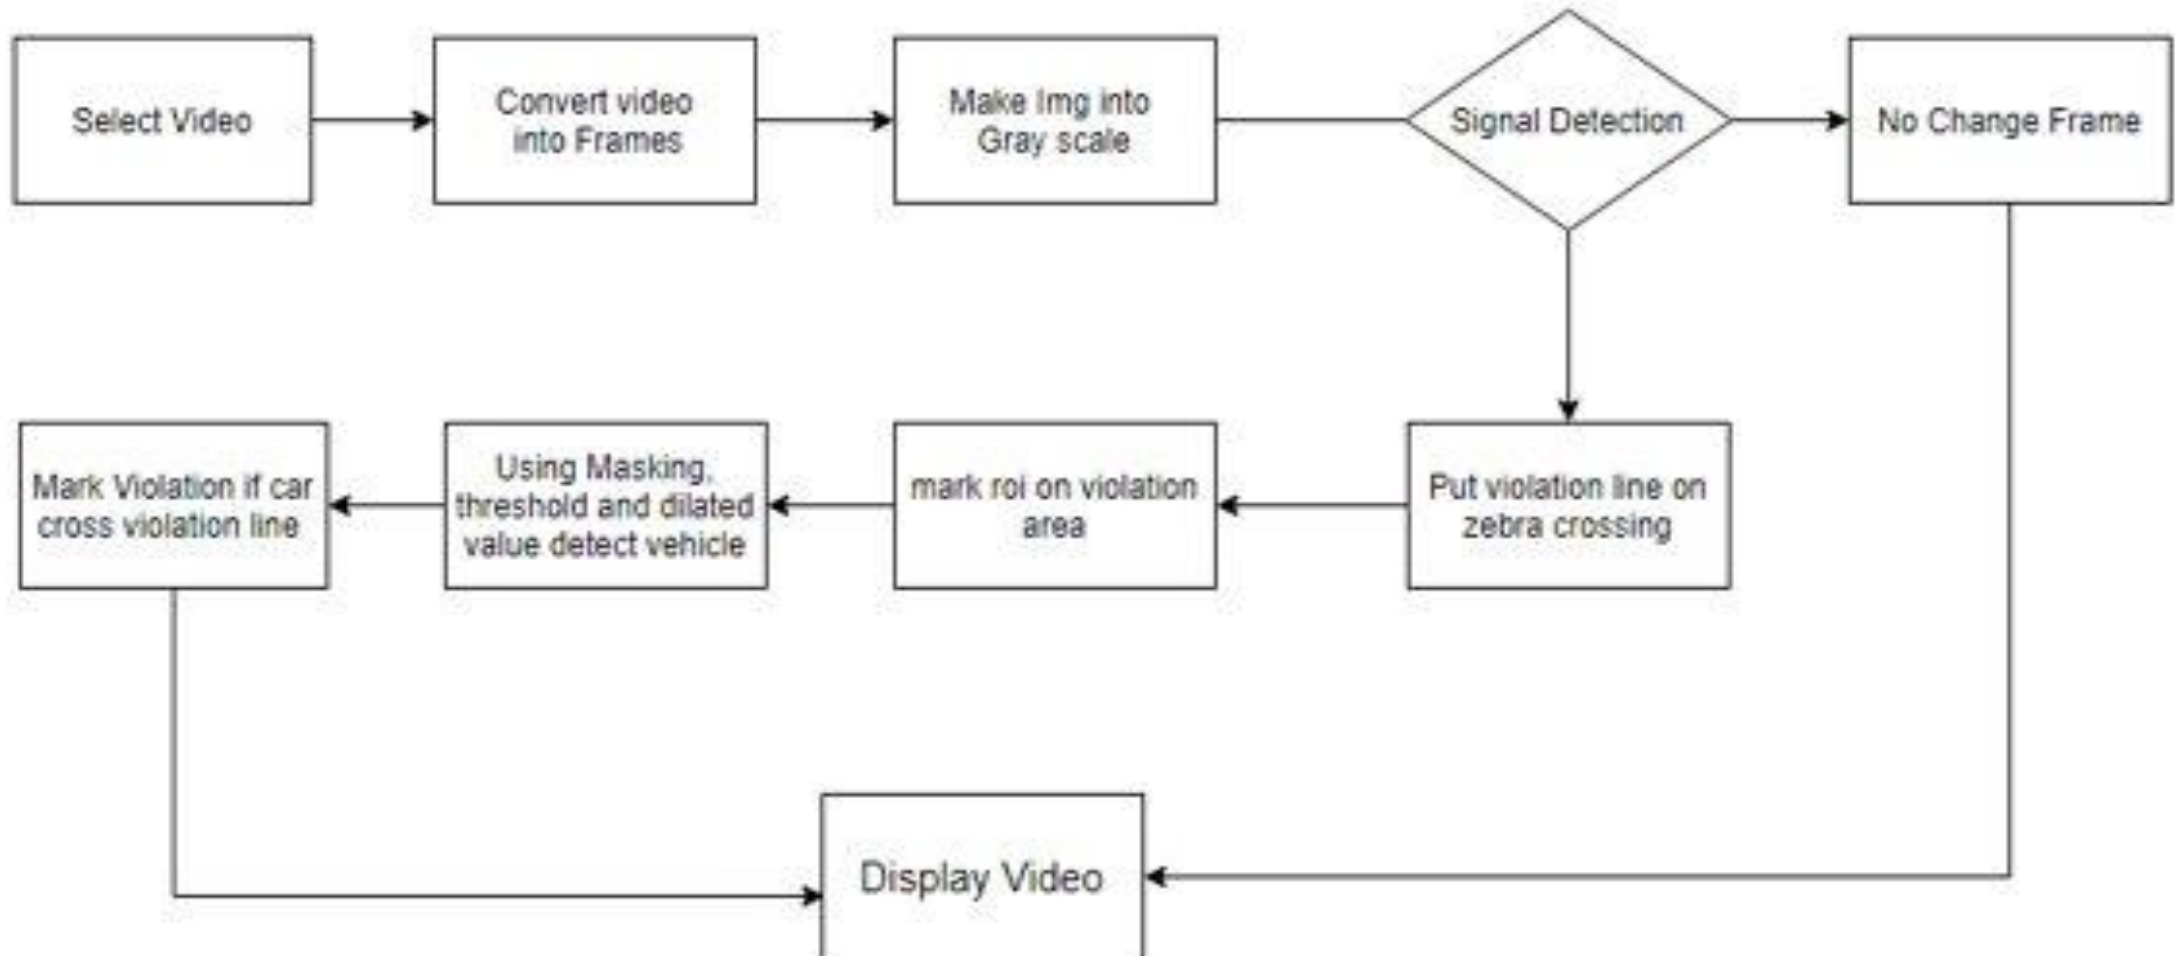 Select Video
Convert video
into Frames
Make Img into
Gray scale
Signal Detection
No Change Frame
Mark Violation if car
cross violation line
Using Masking,
threshold and dilated
value detect vehicle
mark roi on violation
area
Put violation line on
zebra crossing
Display Video